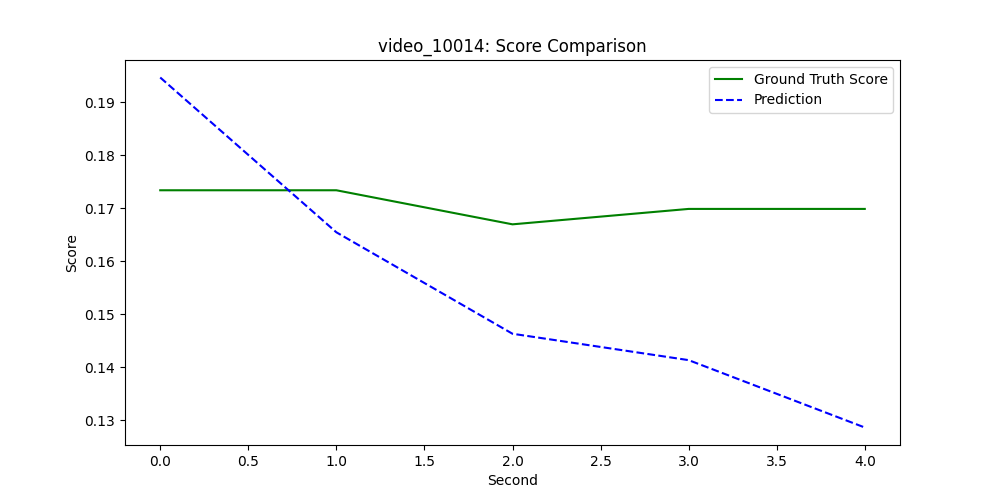 video_10014: Score Comparison
Ground Truth Score
Prediction
Score
0.19
0.18
0.17
0.16
0.15
0.14
0.13
0.0 0.5 1.0 1.5 2.0 2.5 3.0 3.5 4.0
Second